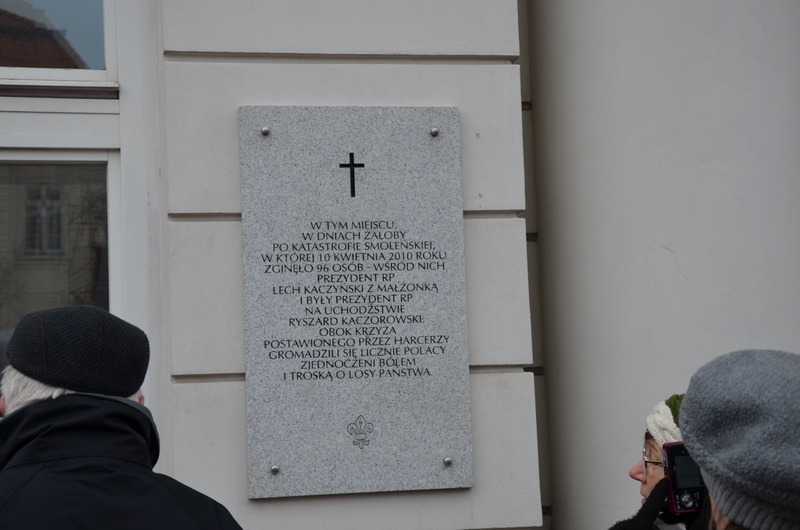 W TYM MIEJSCU,
W DNIACH ŻAŁOBY
PO KATASTROFIE SMOLEŃSKIEJ,
W KTÓREJ 10 KWIETNIA 2010 ROKU
ZGINĘŁO 96 OSÓB - WŚRÓD NICH
PREZYDENT RP
LECH KACZYŃSKI Z MAŁŻONKĄ
I BYŁY PREZYDENT RP
NA UCHODŹSTWIE
RYSZARD KACZOROWSKI,
OBOK KRZYŻA
POSTAWIONEGO PRZEZ HARCERZY
GROMADZILI SIĘ LICZNIE POLACY
ZJEDNOCZENI BÓLEM
I TROSKĄ O LOSY PAŃSTWA.